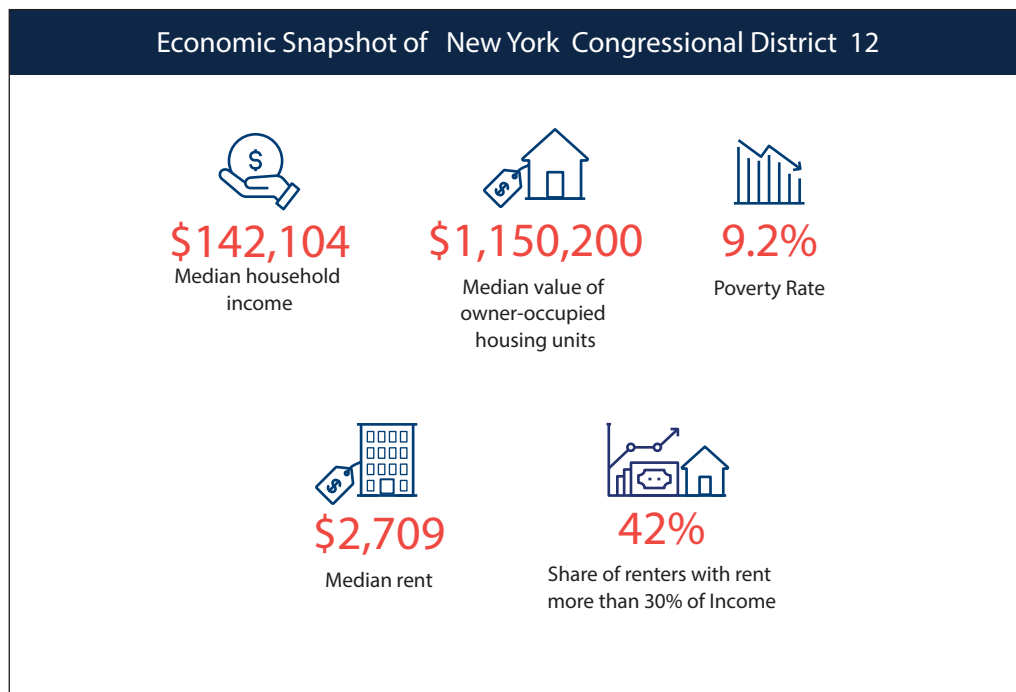 Economic Snapshot of New York Congressional District 12
$
$
$142,104
Median household
income
$1,150,200
Median value of
owner-occupied
housing units
9.2%
Poverty Rate
$
$2,709
Median rent
42%
Share of renters with rent
more than 30% of Income